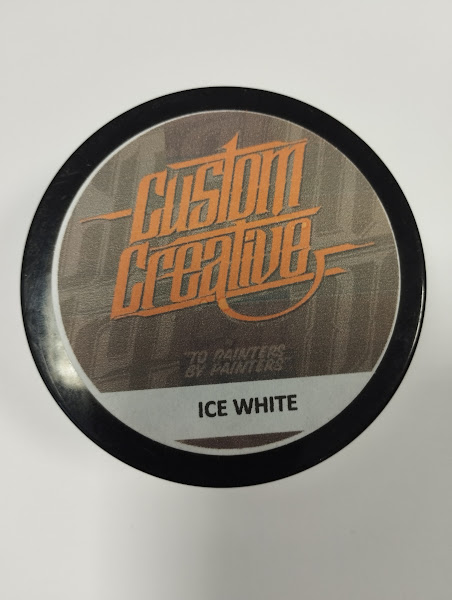 Custom
Creative
"TO PAINTERS
BY PAINTERS"
ICE WHITE